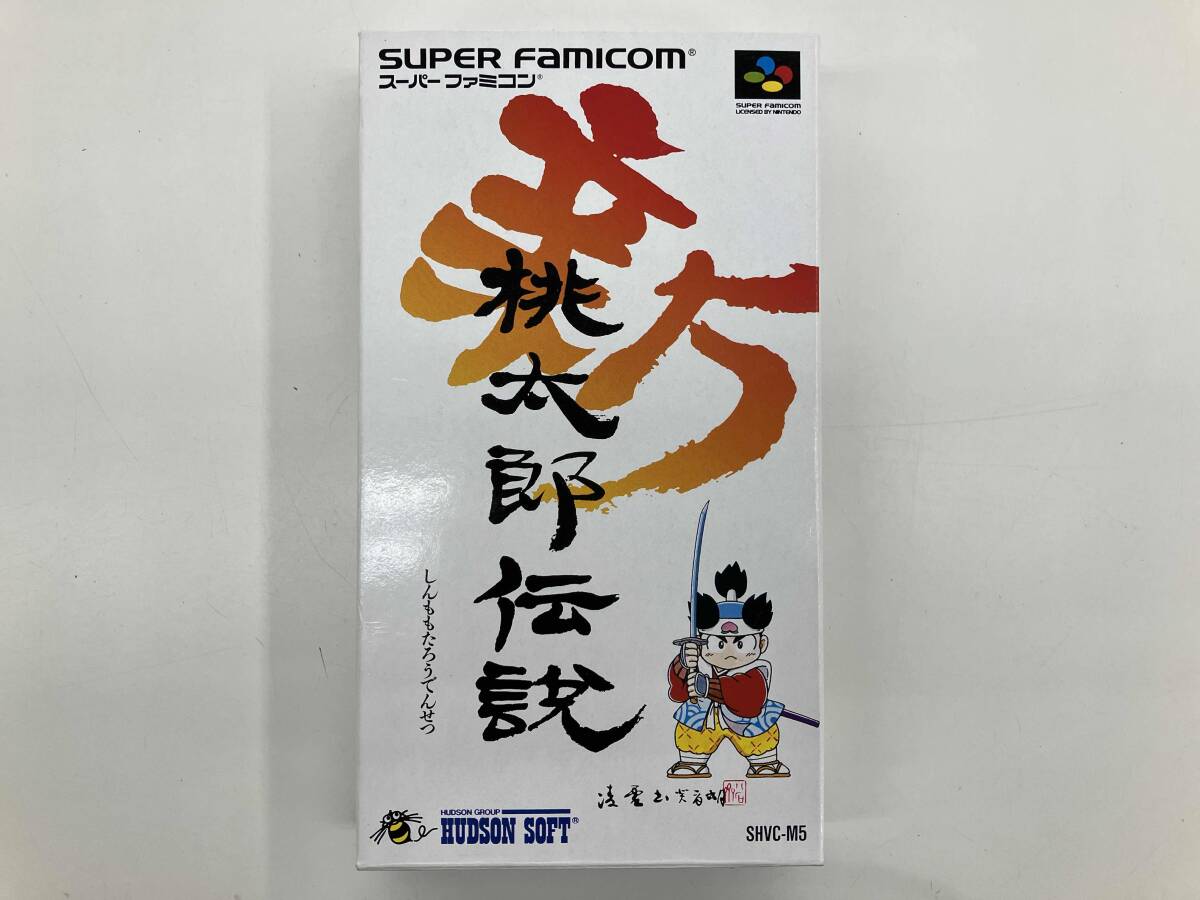 SUPER FAMICOM®
スーパーファミコン®
SUPER FAMICOM
LICENSED BY NINTENDO
新
桃太郎伝説
しんももたろうでんせつ
HUDSON GROUP
HUDSON SOFT®
SHVC-M5